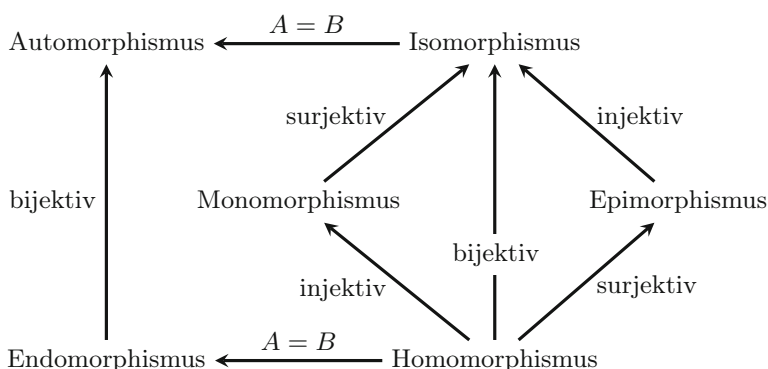 A = B
Automorphismus Isomorphismus
surjektiv injektiv
bijektiv Monomorphismus Epimorphismus
bijektiv
injektiv surjektiv
A = B
Endomorphismus Homomorphismus